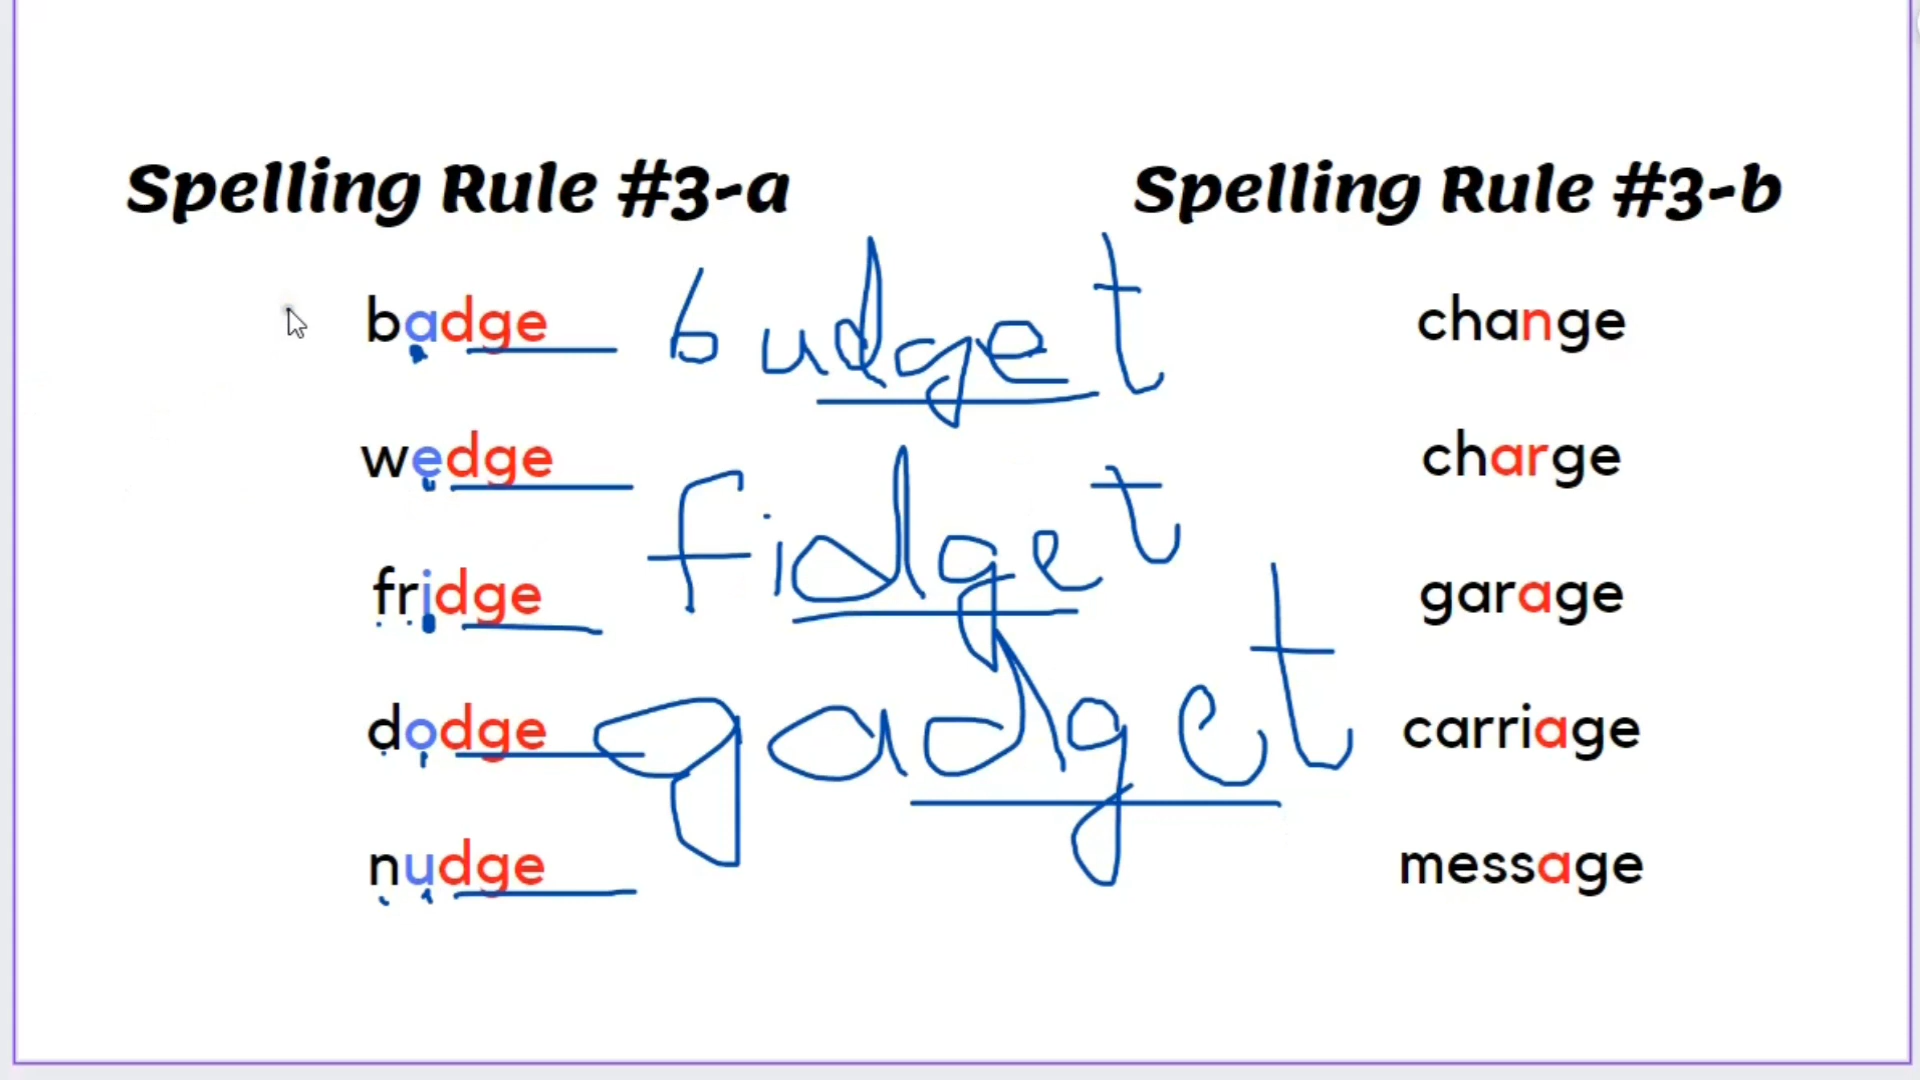 Spelling Rule #3-a
badge
wedge
fridge
dodge
nudge
budget
fidget
gadget
Spelling Rule #3-b
change
charge
garage
carriage
message